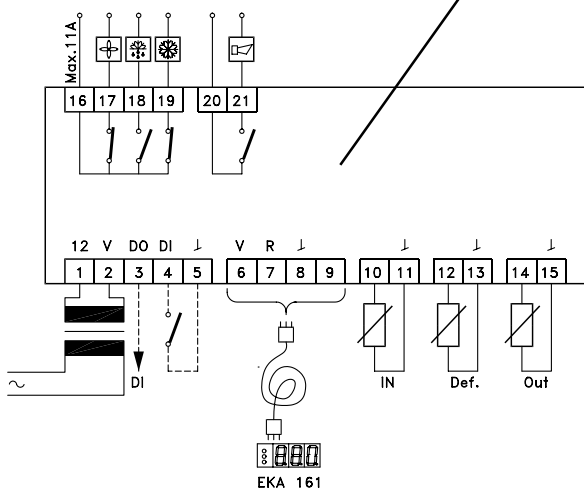 Max.11A
16 17 18 19 20 21
12 V DO DI V R
1 2 3 4 5 6 7 8 9 10 11 12 13 14 15
DI IN Def. Out
EKA 161